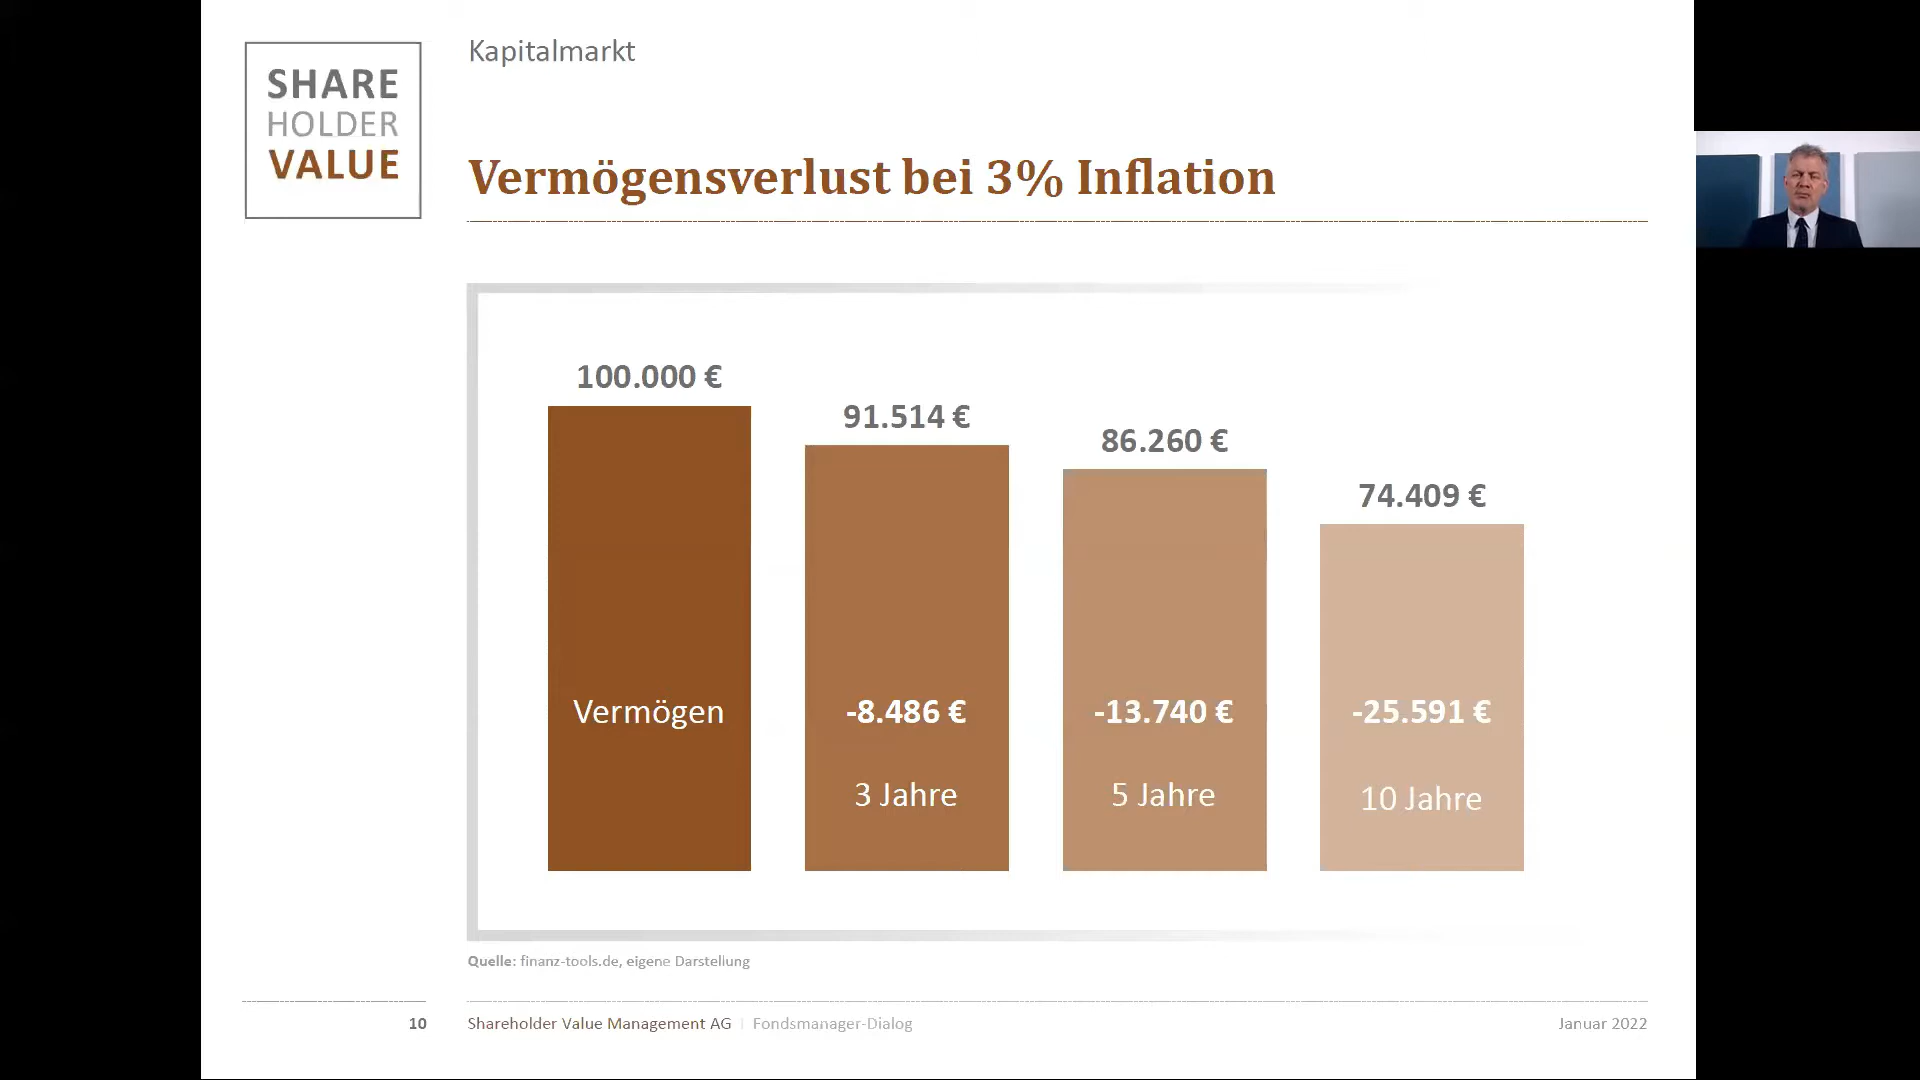 SHARE
HOLDER
VALUE
Kapitalmarkt
Vermögensverlust bei 3% Inflation
100.000 €
91.514 €
86.260 €
74.409 €
Vermögen
-8.486 €
-13.740 €
-25.591 €
3 Jahre
5 Jahre
10 Jahre
Quelle: finanz-tools.de, eigene Darstellung
10
Shareholder Value Management AG | Fondsmanager-Dialog
Januar 2022